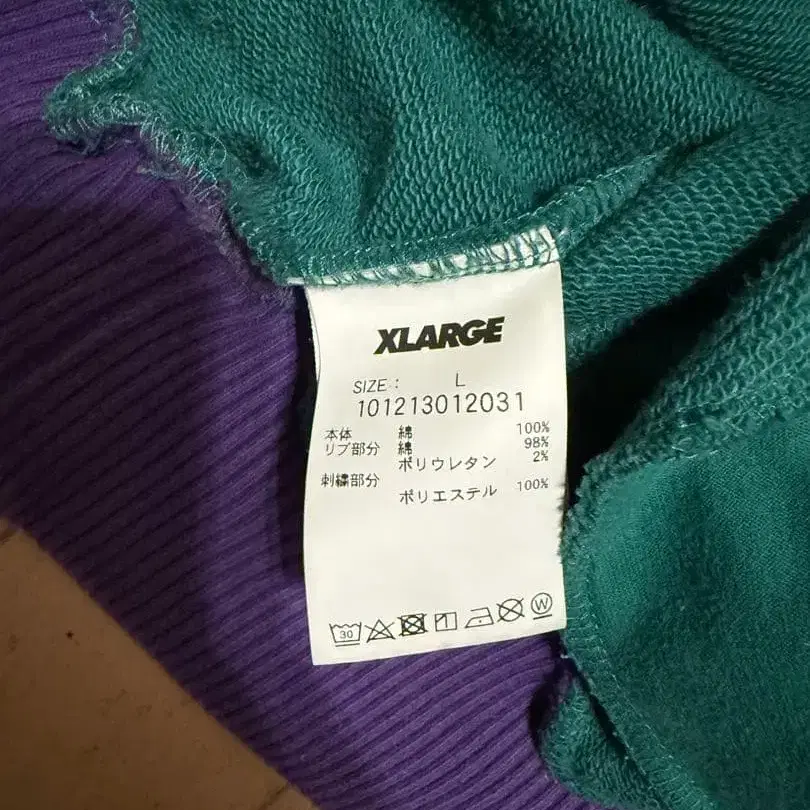 XLARGE
SIZE: L
101213012031
本体 綿 100%
リブ部分 綿 98%
ポリウレタン 2%
刺繍部分
ポリエステル 100%
30 W